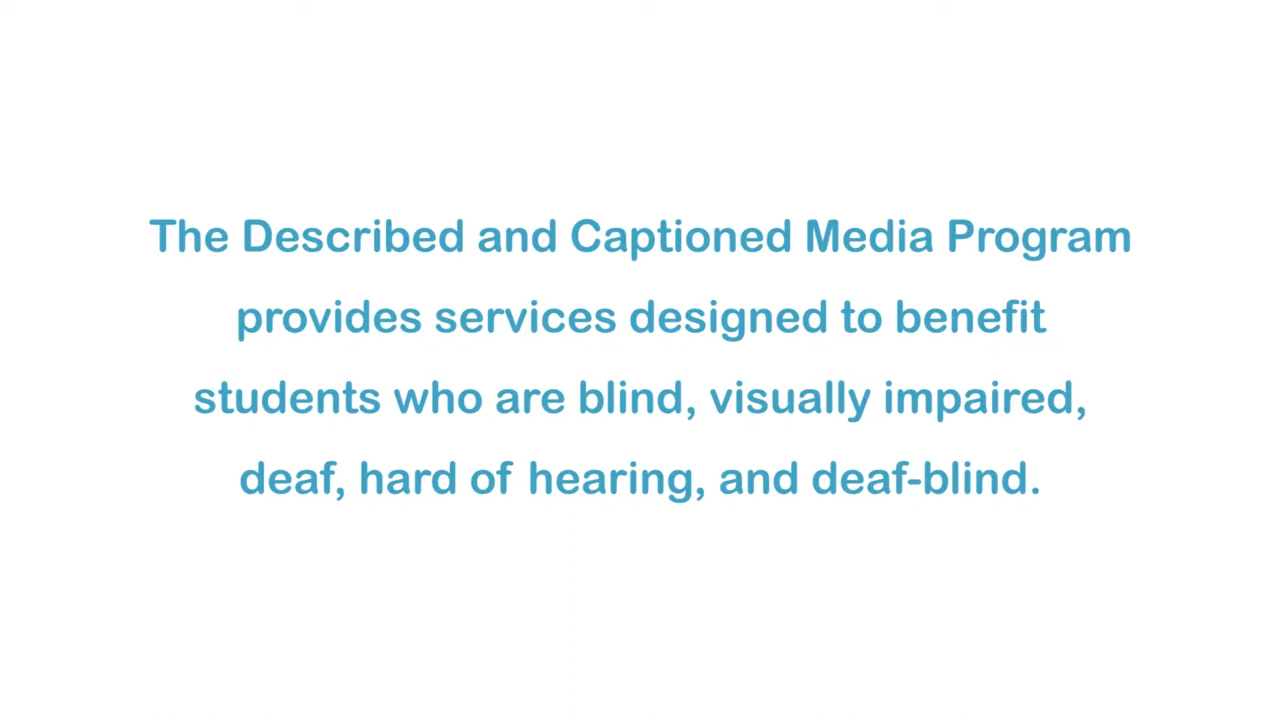 The Described and Captioned Media Program
provides services designed to benefit
students who are blind, visually impaired,
deaf, hard of hearing, and deaf-blind.